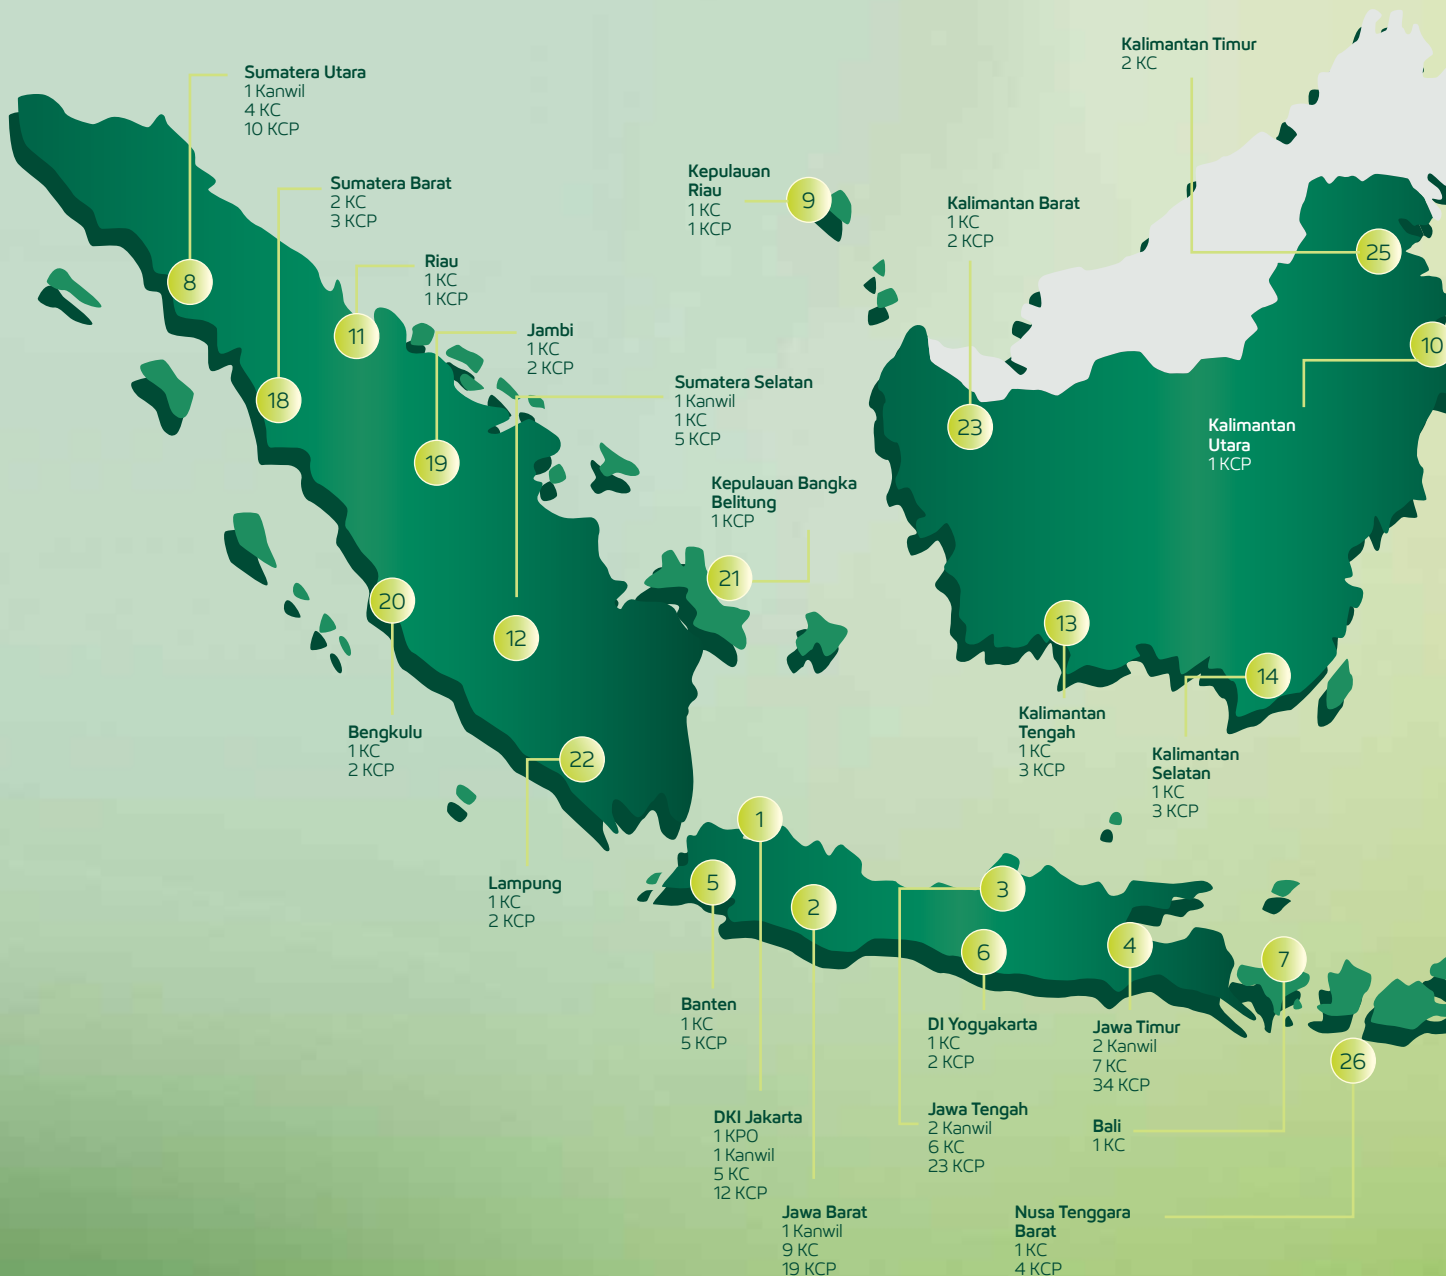 Sumatera Utara
1 Kanwil
4 KC
10 KCP
Sumatera Barat
2 KC
3 KCP
Riau
1 KC
1 KCP
Jambi
1 KC
2 KCP
Sumatera Selatan
1 Kanwil
1 KC
5 KCP
Kepulauan Bangka
Belitung
1 KCP
Kepulauan
Riau
1 KC
1 KCP
Kalimantan Barat
1 KC
2 KCP
Kalimantan Timur
2 KC
Kalimantan
Utara
1 KCP
Kalimantan
Tengah
1 KC
3 KCP
Kalimantan
Selatan
1 KC
3 KCP
Bengkulu
1 KC
2 KCP
Lampung
1 KC
2 KCP
Banten
1 KC
5 KCP
DKI Jakarta
1 KPO
1 Kanwil
5 KC
12 KCP
Jawa Barat
1 Kanwil
9 KC
19 KCP
DI Yogyakarta
1 KC
2 KCP
Jawa Tengah
2 Kanwil
6 KC
23 KCP
Jawa Timur
2 Kanwil
7 KC
34 KCP
Bali
1 KC
Nusa Tenggara
Barat
1 KC
4 KCP
8
18
11
19
20
12
22
21
9
23
25
10
13
14
1
5
2
3
6
4
7
26